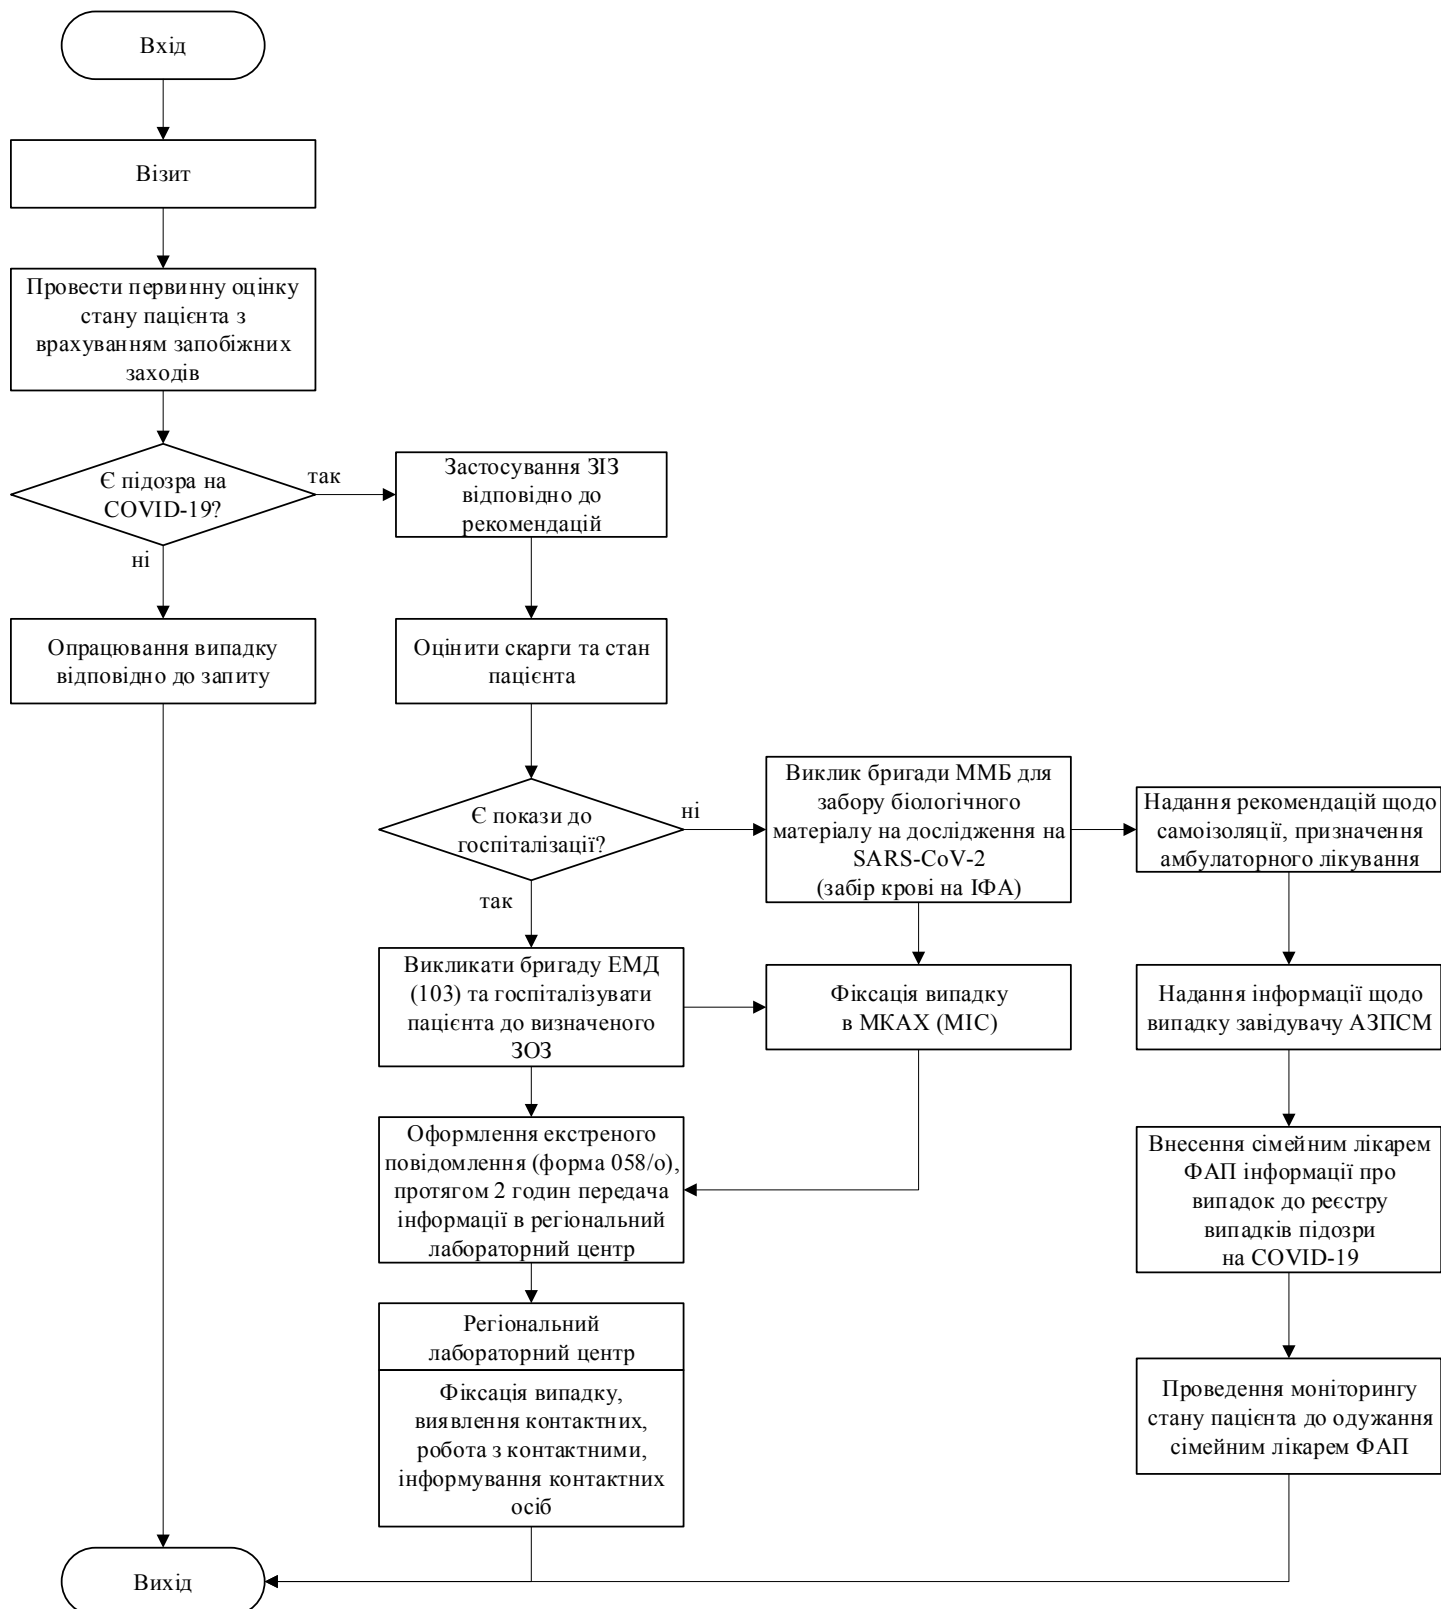 Вхід
Візит
Провести первинну оцінку
стану пацієнта з
врахуванням запобіжних
заходів
Є підозра на
COVID-19?
так
ні
Застосування ЗІЗ
відповідно до
рекомендацій
Опрацювання випадку
відповідно до запиту
Оцінити скарги та стан
пацієнта
Є покази до
госпіталізації?
ні
так
Виклик бригади ММБ для
забору біологічного
матеріалу на дослідження на
SARS-CoV-2
(забір крові на ІФА)
Надання рекомендацій щодо
самоізоляції, призначення
амбулаторного лікування
Викликати бригаду ЕМД
(103) та госпіталізувати
пацієнта до визначеного
ЗОЗ
Фіксація випадку
в МКАХ (МІС)
Надання інформації щодо
випадку завідувачу АЗПСМ
Оформлення екстреного
повідомлення (форма 058/о),
протягом 2 годин передача
інформації в регіональний
лабораторний центр
Внесення сімейним лікарем
ФАП інформації про
випадок до реєстру
випадків підозри
на COVID-19
Регіональний
лабораторний центр
Фіксація випадку,
виявлення контактних,
робота з контактними,
інформування контактних
осіб
Проведення моніторингу
стану пацієнта до одужання
сімейним лікарем ФАП
Вихід